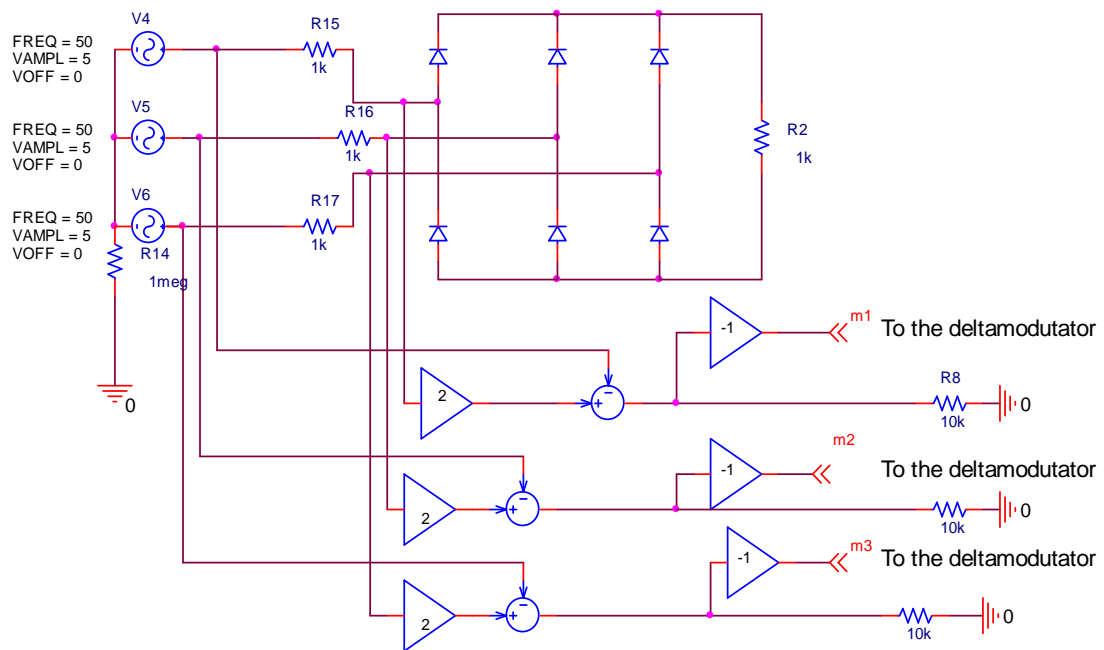 V4
FREQ = 50
VAMPL = 5
VOFF = 0
R15
1k
V5
FREQ = 50
VAMPL = 5
VOFF = 0
R16
1k
R2
1k
V6
FREQ = 50
VAMPL = 5
VOFF = 0
R17
1k
R14
1meg
0
-1
m1
To the deltamodutator
2
+
−
R8
10k
0
-1
m2
To the deltamodutator
2
+
−
10k
0
-1
m3
To the deltamodutator
2
+
−
10k
0